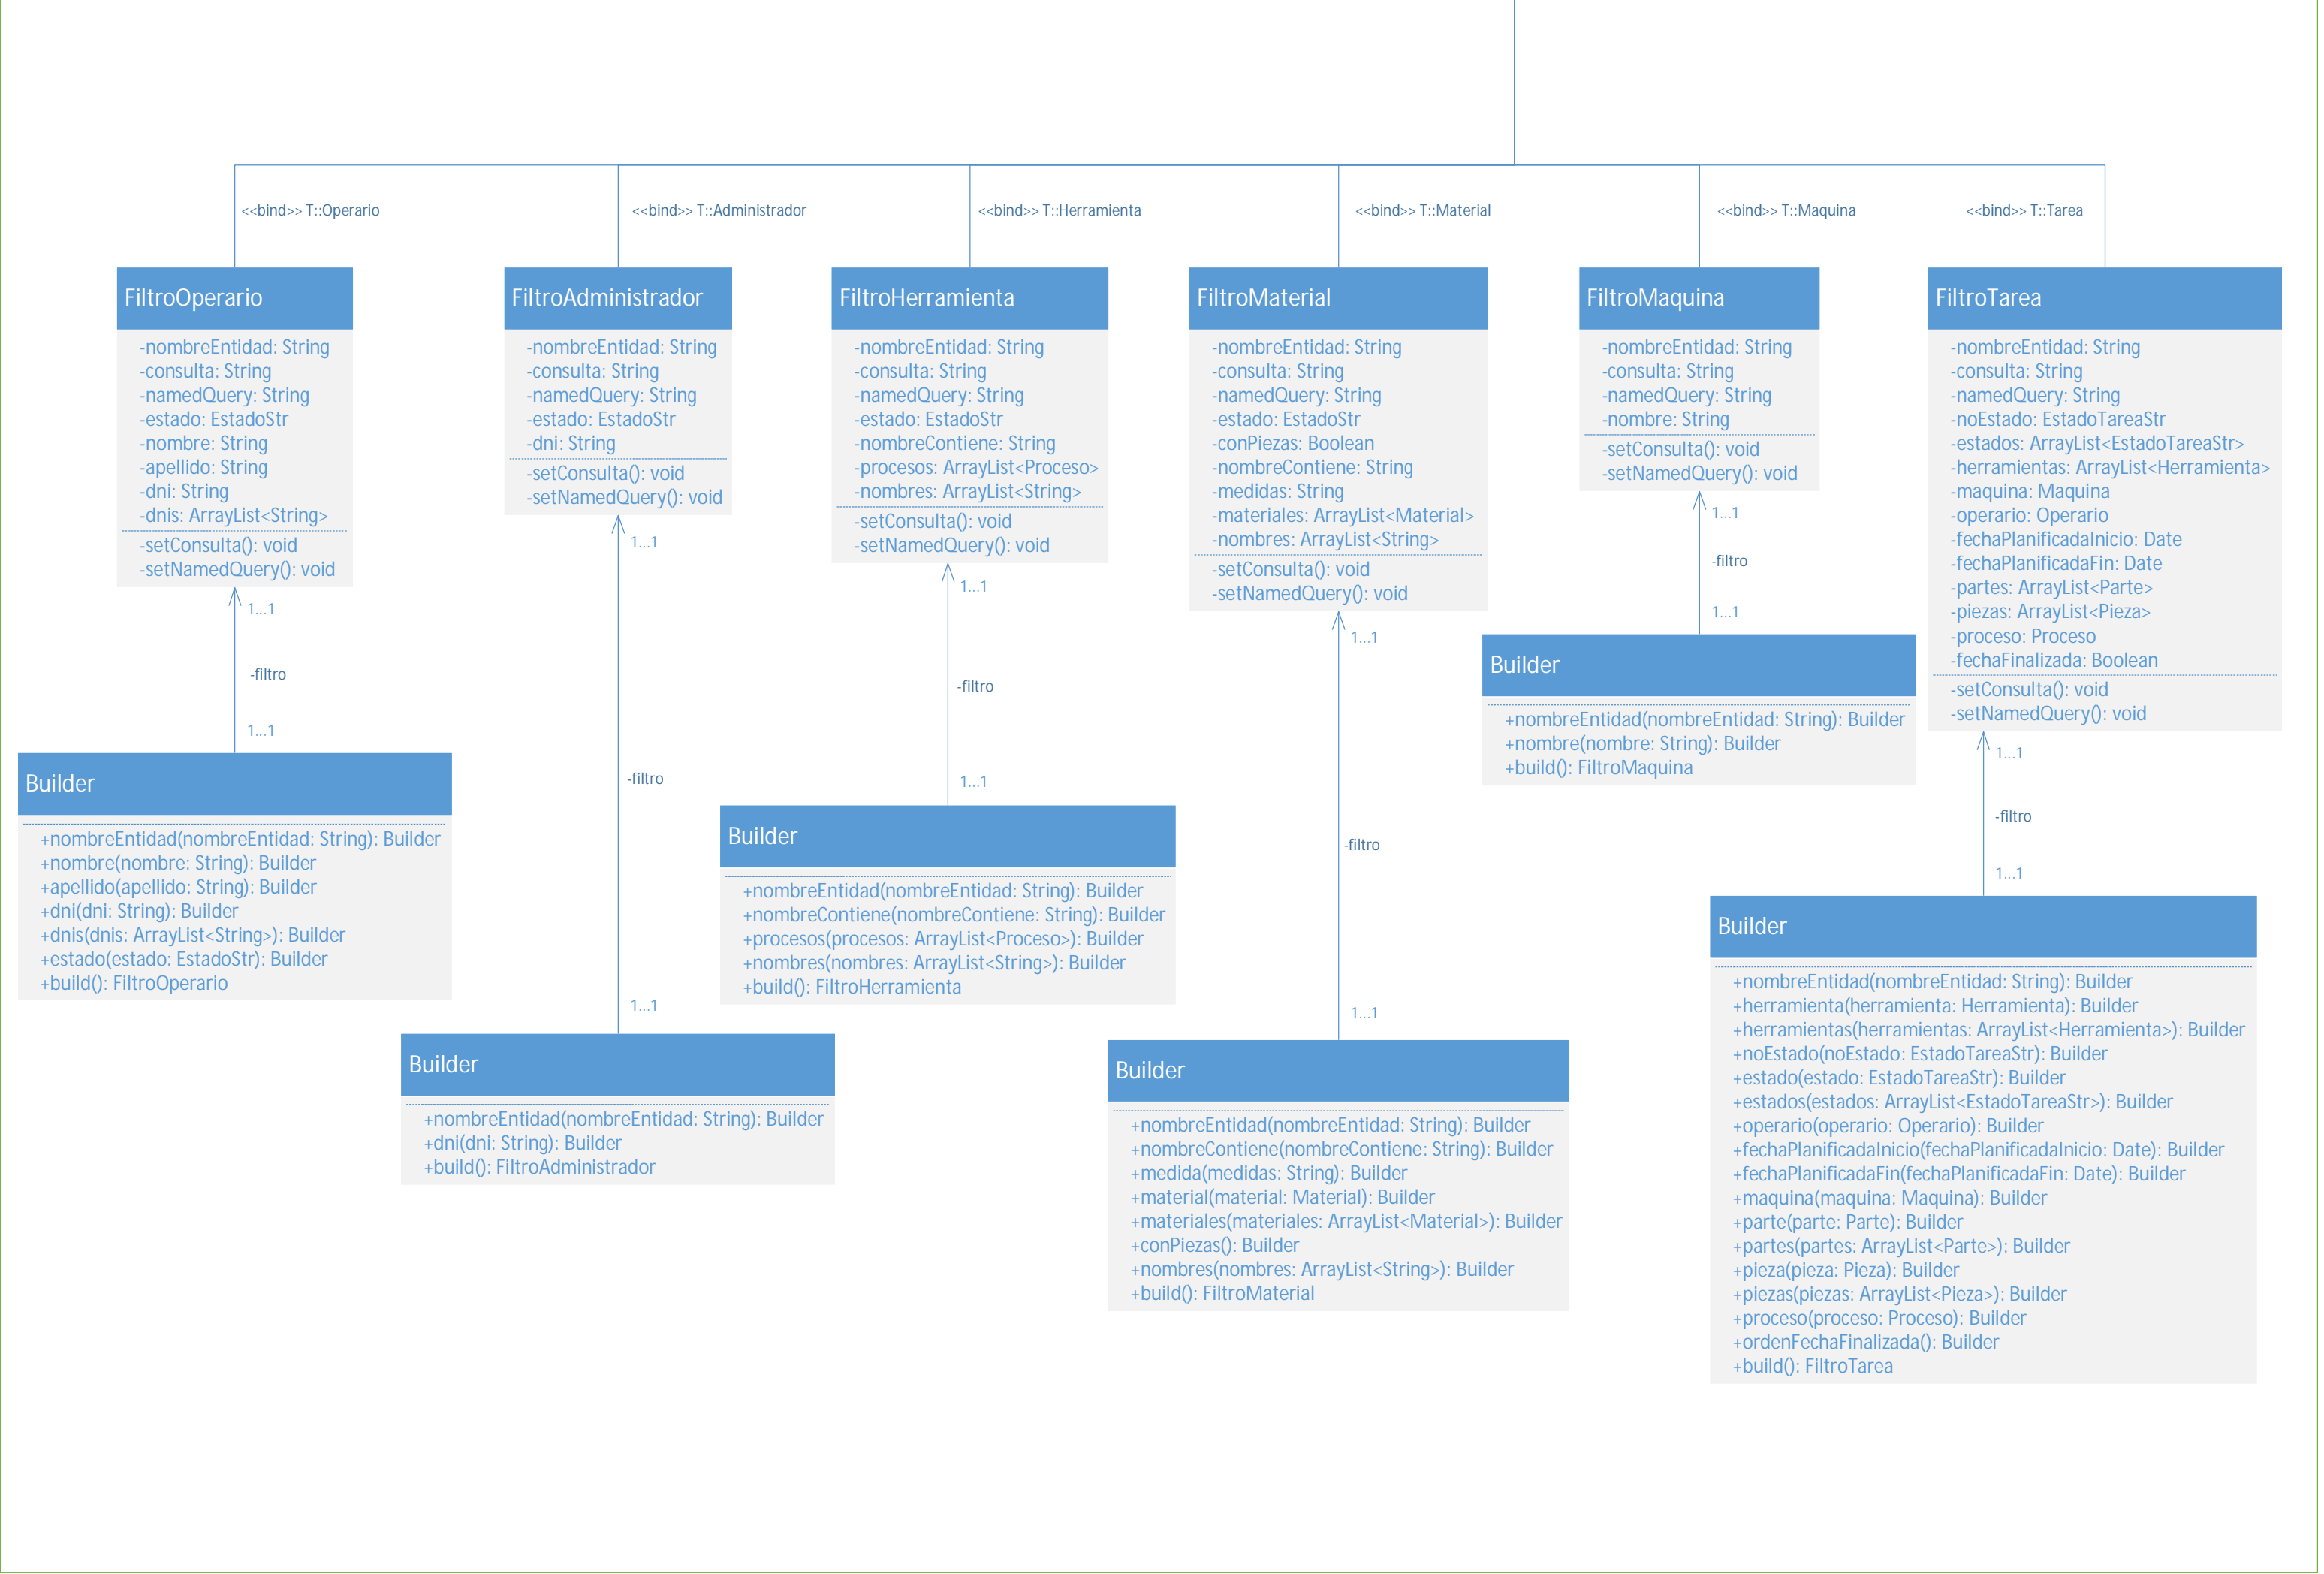 <<bind>> T::Operario
<<bind>> T::Administrador
<<bind>> T::Herramienta
<<bind>> T::Material
<<bind>> T::Maquina
<<bind>> T::Tarea
FiltroOperario
-nombreEntidad: String
-consulta: String
-namedQuery: String
-estado: EstadoStr
-nombre: String
-apellido: String
-dni: String
-dnis: ArrayList<String>
-setConsulta(): void
-setNamedQuery(): void
1...1
-filtro
1...1
Builder
+nombreEntidad(nombreEntidad: String): Builder
+nombre(nombre: String): Builder
+apellido(apellido: String): Builder
+dni(dni: String): Builder
+dnis(dnis: ArrayList<String>): Builder
+estado(estado: EstadoStr): Builder
+build(): FiltroOperario
FiltroAdministrador
-nombreEntidad: String
-consulta: String
-namedQuery: String
-estado: EstadoStr
-dni: String
-setConsulta(): void
-setNamedQuery(): void
1...1
-filtro
1...1
Builder
+nombreEntidad(nombreEntidad: String): Builder
+dni(dni: String): Builder
+build(): FiltroAdministrador
FiltroHerramienta
-nombreEntidad: String
-consulta: String
-namedQuery: String
-estado: EstadoStr
-nombreContiene: String
-procesos: ArrayList<Proceso>
-nombres: ArrayList<String>
-setConsulta(): void
-setNamedQuery(): void
1...1
-filtro
1...1
Builder
+nombreEntidad(nombreEntidad: String): Builder
+nombreContiene(nombreContiene: String): Builder
+procesos(procesos: ArrayList<Proceso>): Builder
+nombres(nombres: ArrayList<String>): Builder
+build(): FiltroHerramienta
FiltroMaterial
-nombreEntidad: String
-consulta: String
-namedQuery: String
-estado: EstadoStr
-conPiezas: Boolean
-nombreContiene: String
-medidas: String
-materiales: ArrayList<Material>
-nombres: ArrayList<String>
-setConsulta(): void
-setNamedQuery(): void
1...1
-filtro
1...1
Builder
+nombreEntidad(nombreEntidad: String): Builder
+nombreContiene(nombreContiene: String): Builder
+medida(medidas: String): Builder
+material(material: Material): Builder
+materiales(materiales: ArrayList<Material>): Builder
+conPiezas(): Builder
+nombres(nombres: ArrayList<String>): Builder
+build(): FiltroMaterial
FiltroMaquina
-nombreEntidad: String
-consulta: String
-namedQuery: String
-nombre: String
-setConsulta(): void
-setNamedQuery(): void
1...1
-filtro
1...1
Builder
+nombreEntidad(nombreEntidad: String): Builder
+nombre(nombre: String): Builder
+build(): FiltroMaquina
FiltroTarea
-nombreEntidad: String
-consulta: String
-namedQuery: String
-noEstado: EstadoTareaStr
-estados: ArrayList<EstadoTareaStr>
-herramientas: ArrayList<Herramienta>
-maquina: Maquina
-operario: Operario
-fechaPlanificadaInicio: Date
-fechaPlanificadaFin: Date
-partes: ArrayList<Parte>
-piezas: ArrayList<Pieza>
-proceso: Proceso
-fechaFinalizada: Boolean
-setConsulta(): void
-setNamedQuery(): void
1...1
-filtro
1...1
Builder
+nombreEntidad(nombreEntidad: String): Builder
+herramienta(herramienta: Herramienta): Builder
+herramientas(herramientas: ArrayList<Herramienta>): Builder
+noEstado(noEstado: EstadoTareaStr): Builder
+estado(estado: EstadoTareaStr): Builder
+estados(estados: ArrayList<EstadoTareaStr>): Builder
+operario(operario: Operario): Builder
+fechaPlanificadaInicio(fechaPlanificadaInicio: Date): Builder
+fechaPlanificadaFin(fechaPlanificadaFin: Date): Builder
+maquina(maquina: Maquina): Builder
+parte(parte: Parte): Builder
+partes(partes: ArrayList<Parte>): Builder
+pieza(pieza: Pieza): Builder
+piezas(piezas: ArrayList<Pieza>): Builder
+proceso(proceso: Proceso): Builder
+ordenFechaFinalizada(): Builder
+build(): FiltroTarea